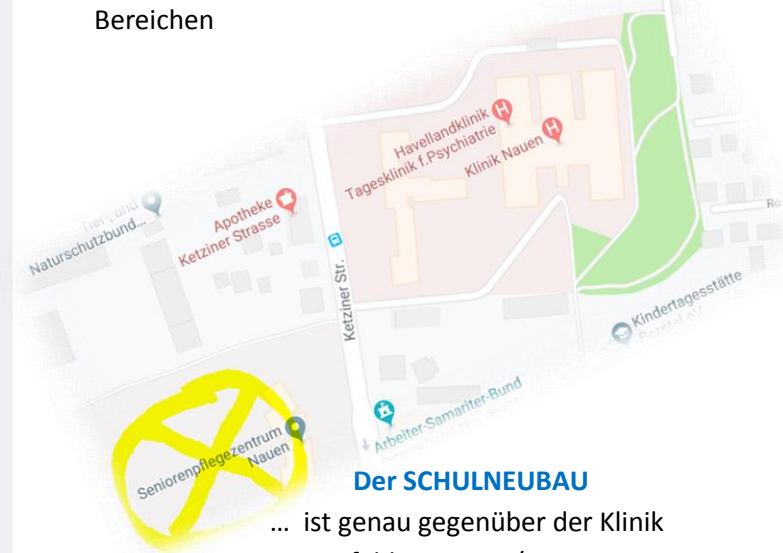 Bereichen
Havellandklinik
Tagesklinik f.Psychiatrie
Klinik Nauen
Tier- und
Naturschutzbund...
Apotheke
Ketziner Strasse
Ketziner Str.
Kindertagesstätte
Arbeiter-Samariter-Bund
Seniorenpflegezentrum
Nauen
Der SCHULNEUBAU
... ist genau gegenüber der Klinik